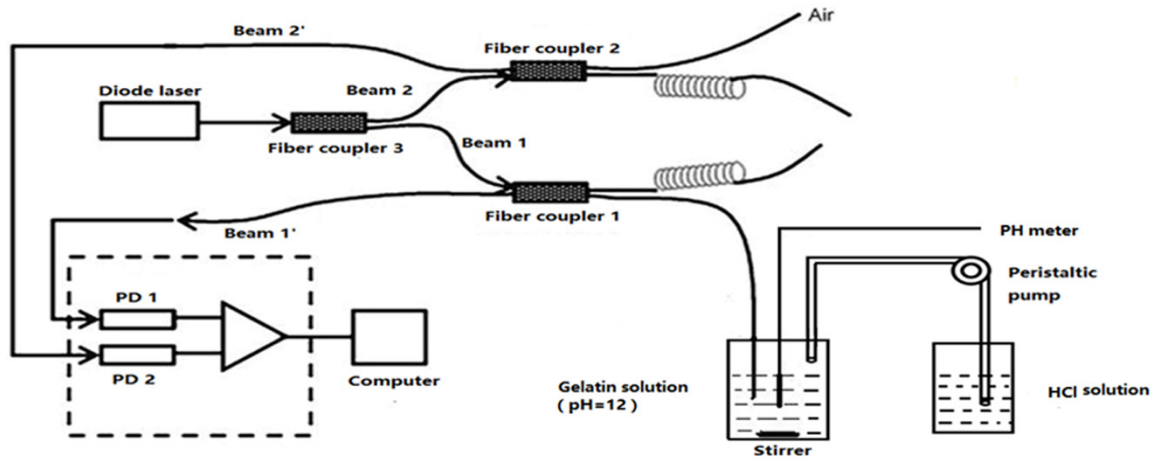 Air
Beam 2'
Fiber coupler 2
Diode laser
Beam 2
Fiber coupler 3
Beam 1
Fiber coupler 1
Beam 1'
PH meter
Peristaltic
pump
PD 1
PD 2
Computer
Gelatin solution
( pH=12 )
HCl solution
Stirrer